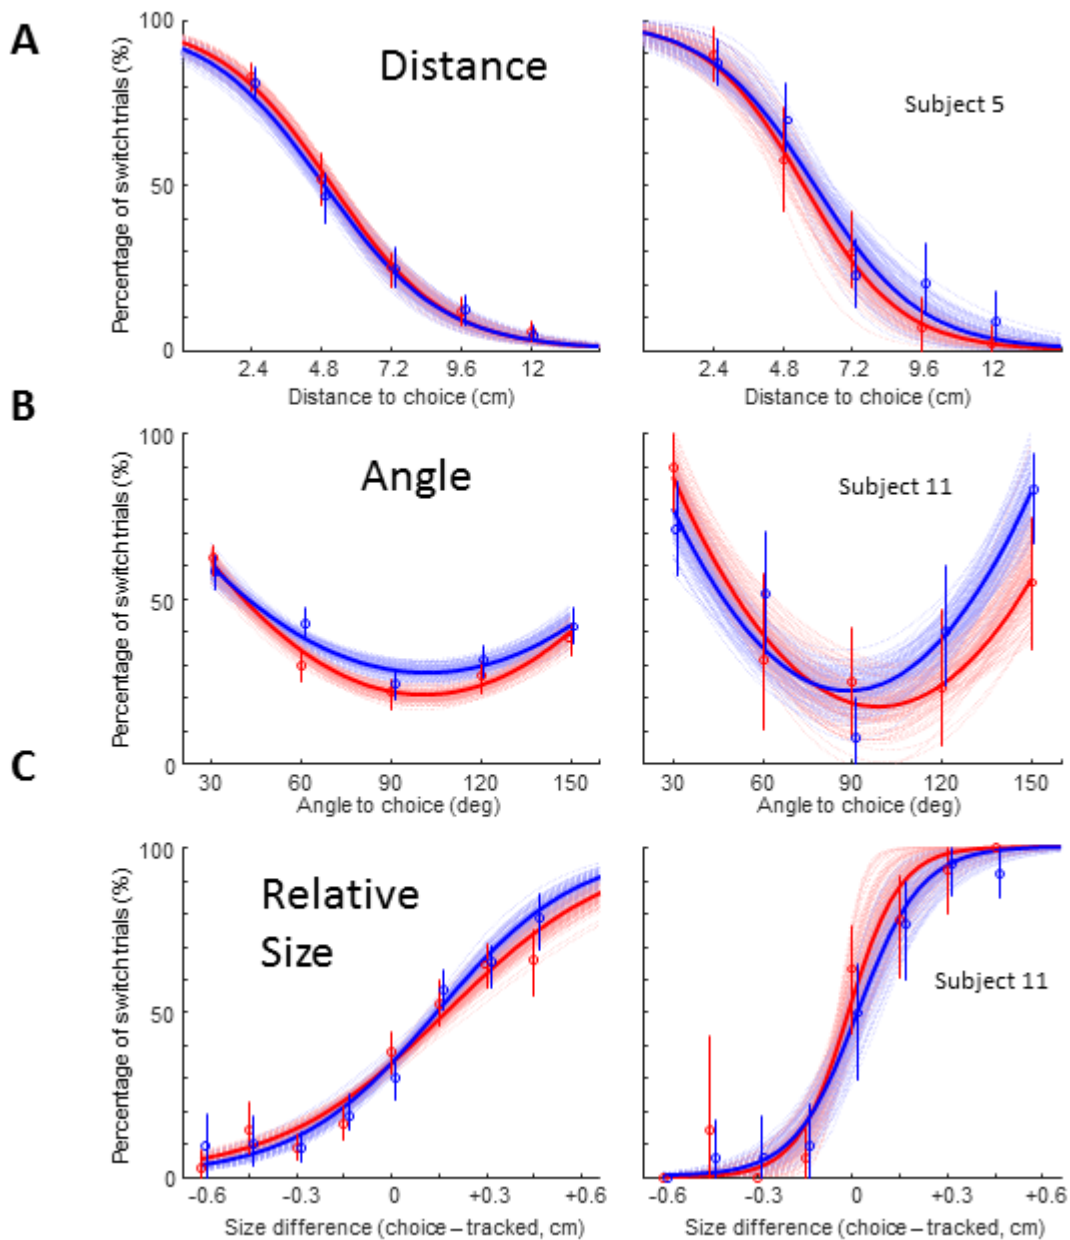 A
Percentage of switch trials (%)
100
50
0
Distance
2.4 4.8 7.2 9.6 12
Distance to choice (cm)
Subject 5
2.4 4.8 7.2 9.6 12
Distance to choice (cm)
B
Percentage of switch trials (%)
100
50
0
Angle
30 60 90 120 150
Angle to choice (deg)
Subject 11
30 60 90 120 150
Angle to choice (deg)
C
Percentage of switch trials (%)
100
50
0
Relative
Size
-0.6 -0.3 0 +0.3 +0.6
Size difference (choice – tracked, cm)
Subject 11
-0.6 -0.3 0 +0.3 +0.6
Size difference (choice – tracked, cm)